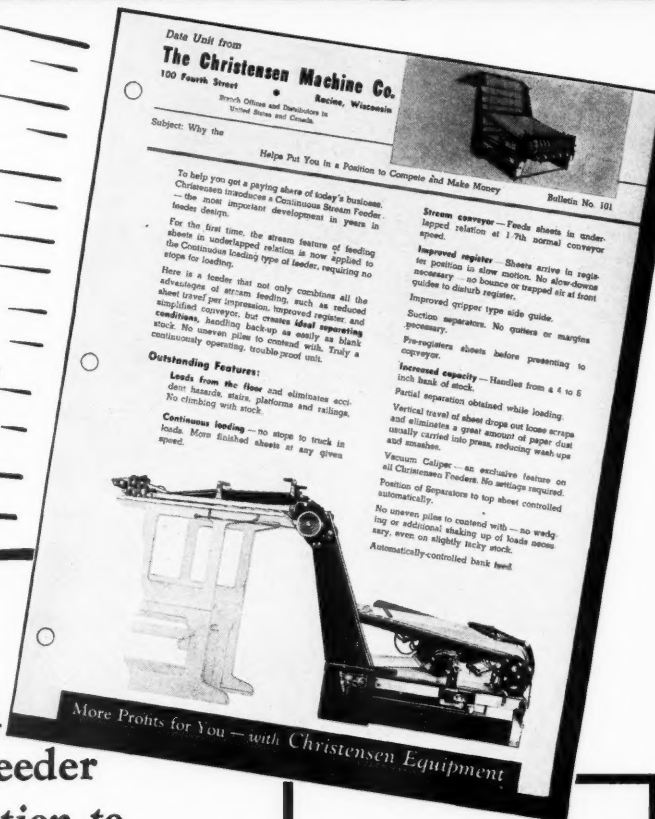 Data Unit from
The Christensen Machine Co.
100 Fourth Street
Racine, Wisconsin
Branch Offices and Distributors in
United States and Canada.
Subject: Why the
Helps Put You in a Position to Compete and Make Money
Bulletin No. 101
To help you get a paying share of today's business,
Christensen introduces a Continuous Stream Feeder
— the most important development in years in
feeder design.
For the first time, the stream feature of feeding
sheets in underlapped relation is now applied to
the Continuous loading type of feeder, requiring no
stops for loading.
Here is a feeder that not only combines all the
advantages of stream feeding, such as reduced
sheet travel per impression, improved register, and
simplified conveyor, but creates ideal separating
conditions, handling back-up as easily as blank
stock. No uneven piles to contend with. Truly a
continuously operating, trouble-proof unit.
Outstanding Features:
Loads from the floor and eliminates acci-
dent hazards, stairs, platforms and railings.
No climbing with stock.
Continuous loading — no stops to truck in
loads. More finished sheets at any given
speed.
Stream conveyor — Feeds sheets in under-
lapped relation at 1/7th normal conveyor
speed.
Improved register — Sheets arrive in regis-
ter position in slow motion. No slow-downs
necessary — no bounce or trapped air at front
guides to disturb register.
Improved gripper type side guide.
Suction separators. No gutters or margins
necessary.
Pre-registers sheets before presenting to
conveyor.
Increased capacity — Handles from a 4 to 6
inch bank of stock.
Partial separation obtained while loading.
Vertical travel of sheet drops out loose scraps
and eliminates a great amount of paper dust
usually carried into press, reducing wash-ups
and smashes.
Vacuum Caliper — an exclusive feature on
all Christensen Feeders. No settings required.
Position of Separators to top sheet controlled
automatically.
No uneven piles to contend with — no wedg-
ing or additional shaking up of loads neces-
sary, even on slightly tacky stock.
Automatically-controlled bank feed.
More Profits for You — with Christensen Equipment
eeder
tion to